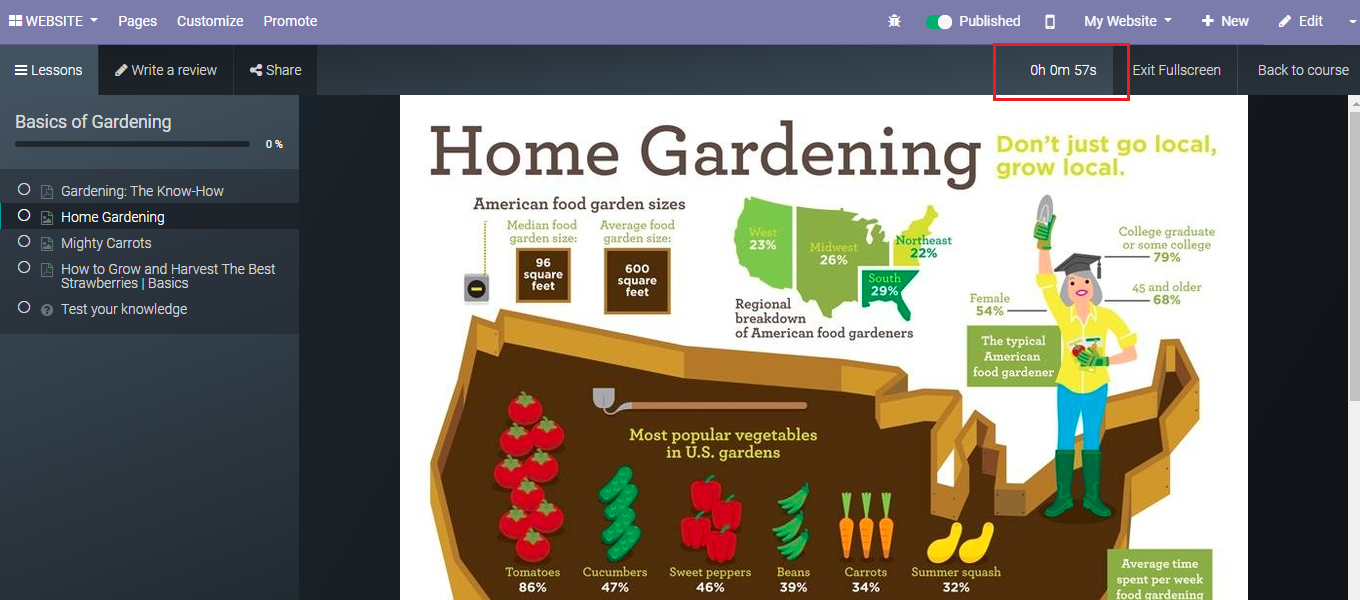 WEBSITE
Pages
Customize
Promote
Published
My Website
New
Edit
Lessons
Write a review
Share
0h 0m 57s
Exit Fullscreen
Back to course
Basics of Gardening
0 %
Gardening: The Know-How
Home Gardening
Mighty Carrots
How to Grow and Harvest The Best
Strawberries | Basics
Test your knowledge
Home Gardening
Don't just go local,
grow local.
American food garden sizes
Median food
garden size:
96
square
feet
Average food
garden size:
600
square
feet
West
23%
Midwest
26%
Northeast
22%
South
29%
Regional
breakdown
of American food gardeners
College graduate
or some college
79%
45 and older
68%
Female
54%
The typical
American
food gardener
Most popular vegetables
in U.S. gardens
Tomatoes
86%
Cucumbers
47%
Sweet peppers
46%
Beans
39%
Carrots
34%
Summer squash
32%
Average time
spent per week
food gardening